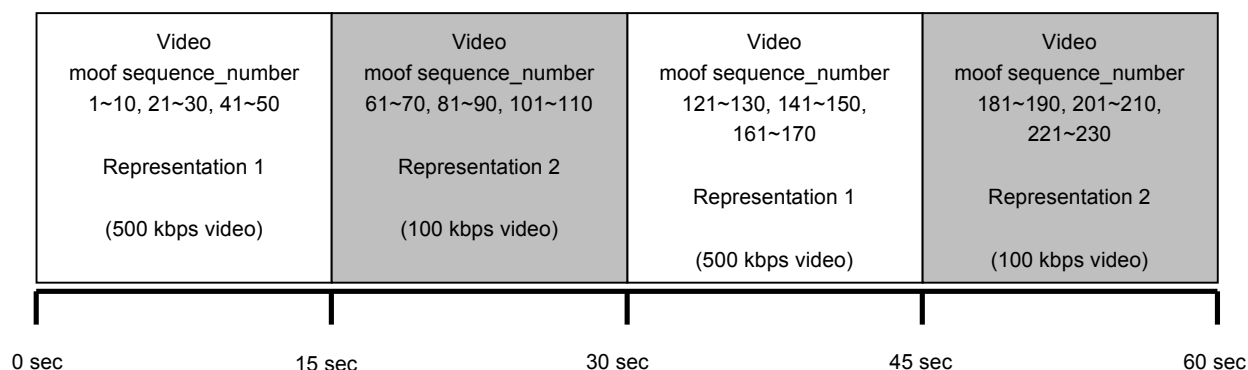 Video
moof sequence_number
1~10, 21~30, 41~50
Representation 1
(500 kbps video)
Video
moof sequence_number
61~70, 81~90, 101~110
Representation 2
(100 kbps video)
Video
moof sequence_number
121~130, 141~150,
161~170
Representation 1
(500 kbps video)
Video
moof sequence_number
181~190, 201~210,
221~230
Representation 2
(100 kbps video)
0 sec
15 sec
30 sec
45 sec
60 sec